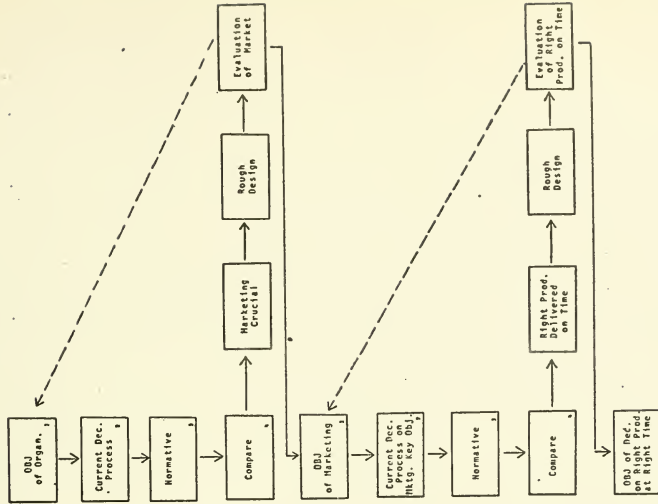 OBJ
of Organ.
Current Dec.
Process
Normative
Compare
Marketing
Crucial
Rough
Design
Evaluation
of Market
OBJ
of Marketing
Current Dec.
Process on
Mktg. Key Obj.
Normative
Compare
Right Prod.
Delivered
on Time
Rough
Design
Evaluation
of Right
Prod. on Time
OBJ of Dec.
on Right Prod.
at Right Time